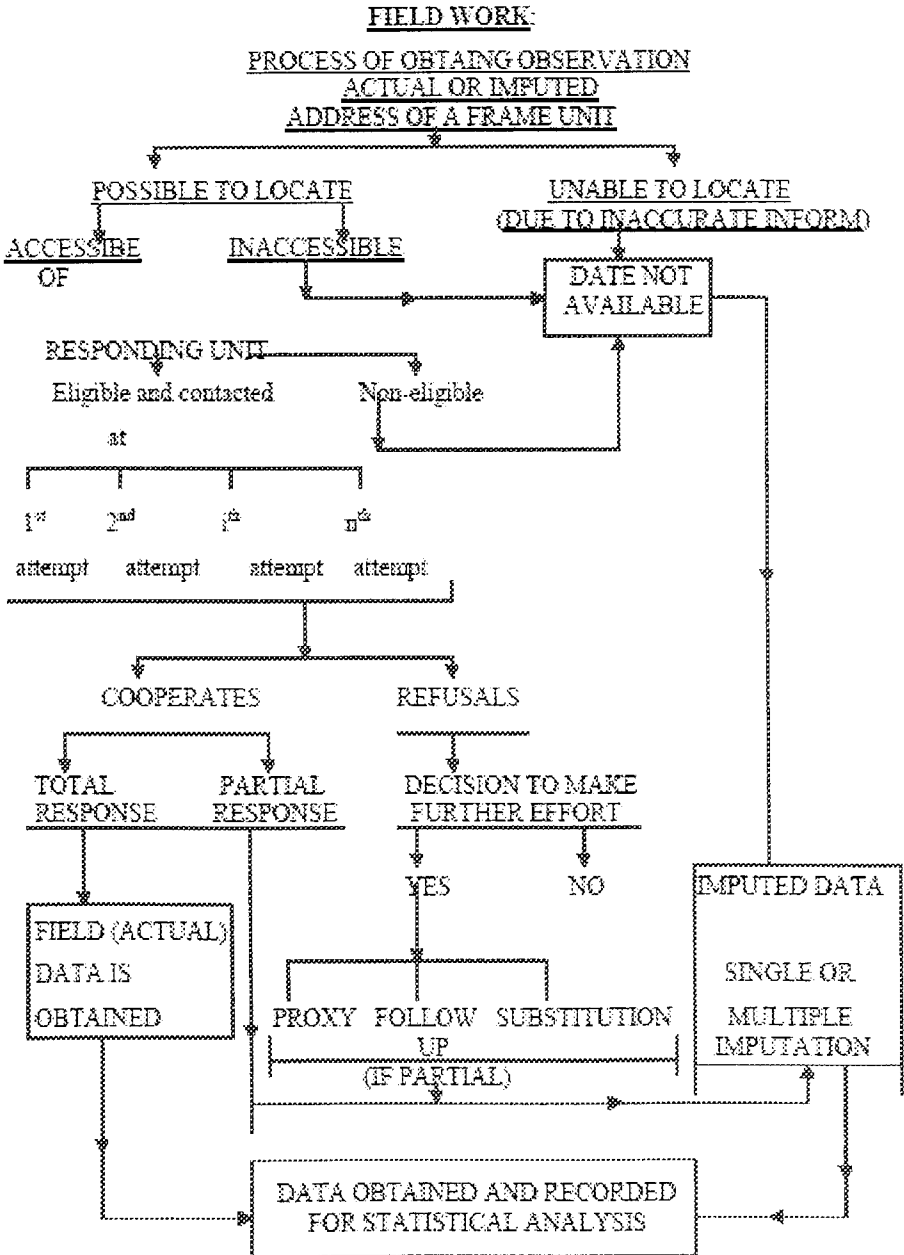 FIELD WORK:
PROCESS OF OBTAING OBSERVATION
ACTUAL OR IMPUTED
ADDRESS OF A FRAME UNIT
POSSIBLE TO LOCATE
UNABLE TO LOCATE
(DUE TO INACCURATE INFORM)
ACCESSIBE
OF
INACCESSIBLE
DATE NOT
AVAILABLE
RESPONDING UNIT
Eligible and contacted
at
Non-eligible
1st
2nd
ith
nth
attempt attempt attempt attempt
COOPERATES
REFUSALS
TOTAL
RESPONSE
PARTIAL
RESPONSE
DECISION TO MAKE
FURTHER EFFORT
YES
NO
IMPUTED DATA
SINGLE OR
MULTIPLE
IMPUTATION
FIELD (ACTUAL)
DATA IS
OBTAINED
PROXY
FOLLOW
UP
SUBSTITUTION
(IF PARTIAL)
DATA OBTAINED AND RECORDED
FOR STATISTICAL ANALYSIS